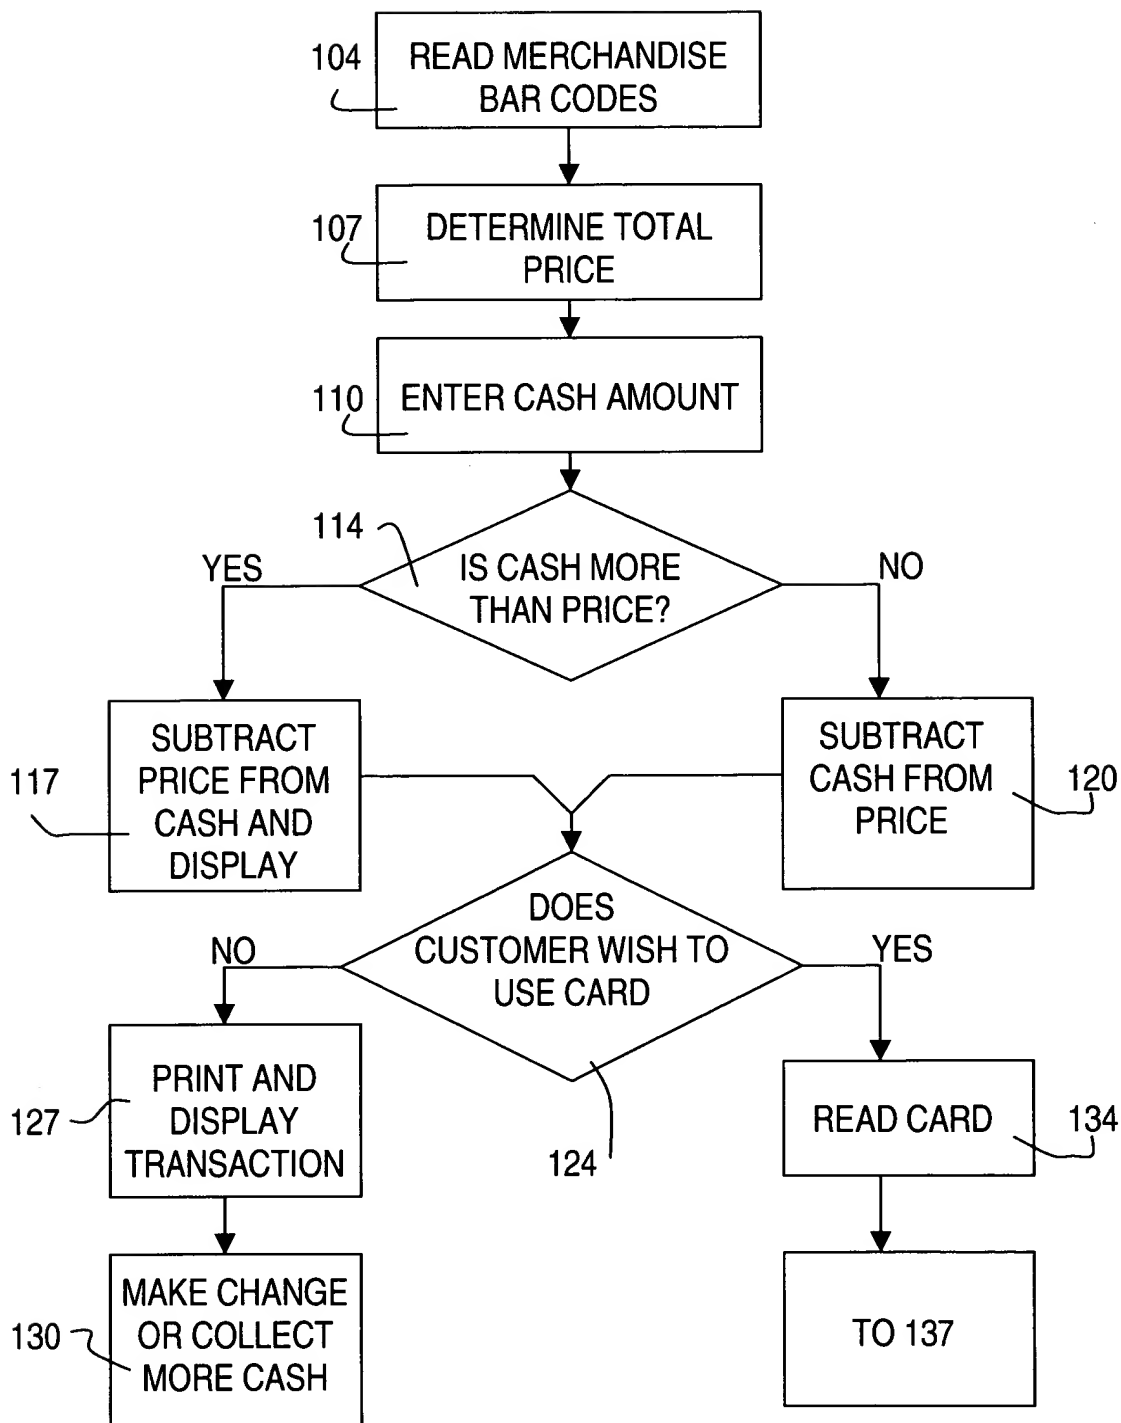 104
READ MERCHANDISE
BAR CODES
107
DETERMINE TOTAL
PRICE
110
ENTER CASH AMOUNT
114
IS CASH MORE
THAN PRICE?
YES
NO
117
SUBTRACT
PRICE FROM
CASH AND
DISPLAY
SUBTRACT
CASH FROM
PRICE
120
DOES
CUSTOMER WISH TO
USE CARD
NO
YES
124
127
PRINT AND
DISPLAY
TRANSACTION
READ CARD
134
130
MAKE CHANGE
OR COLLECT
MORE CASH
TO 137